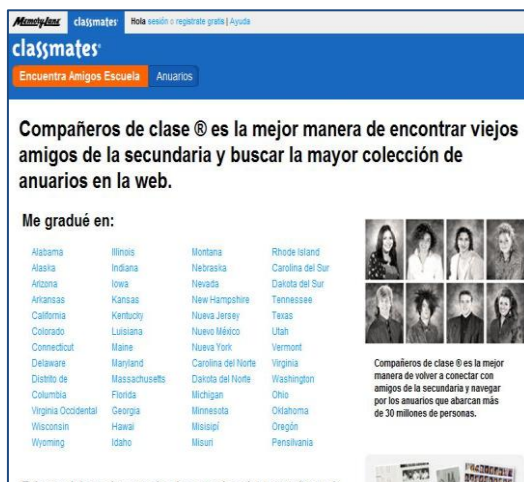 MemoryLane classmates Hola sesión o registrate gratis | Ayuda
classmates®
Encuentra Amigos Escuela Anuarios
Compañeros de clase ® es la mejor manera de encontrar viejos
amigos de la secundaria y buscar la mayor colección de
anuarios en la web.
Me gradué en:
Alabama Illinois Montana Rhode Island
Alaska Indiana Nebraska Carolina del Sur
Arizona Iowa Nevada Dakota del Sur
Arkansas Kansas New Hampshire Tennessee
California Kentucky Nueva Jersey Texas
Colorado Luisiana Nuevo México Utah
Connecticut Maine Nueva York Vermont
Delaware Maryland Carolina del Norte Virginia
Distrito de Massachusetts Dakota del Norte Washington
Columbia Florida Michigan Ohio
Virginia Occidental Georgia Minnesota Oklahoma
Wisconsin Hawai Misisipí Oregón
Wyoming Idaho Misuri Pensilvania
Compañeros de clase ® es la mejor
manera de volver a conectar con
amigos de la secundaria y navegar
por los anuarios que abarcan más
de 30 millones de personas.